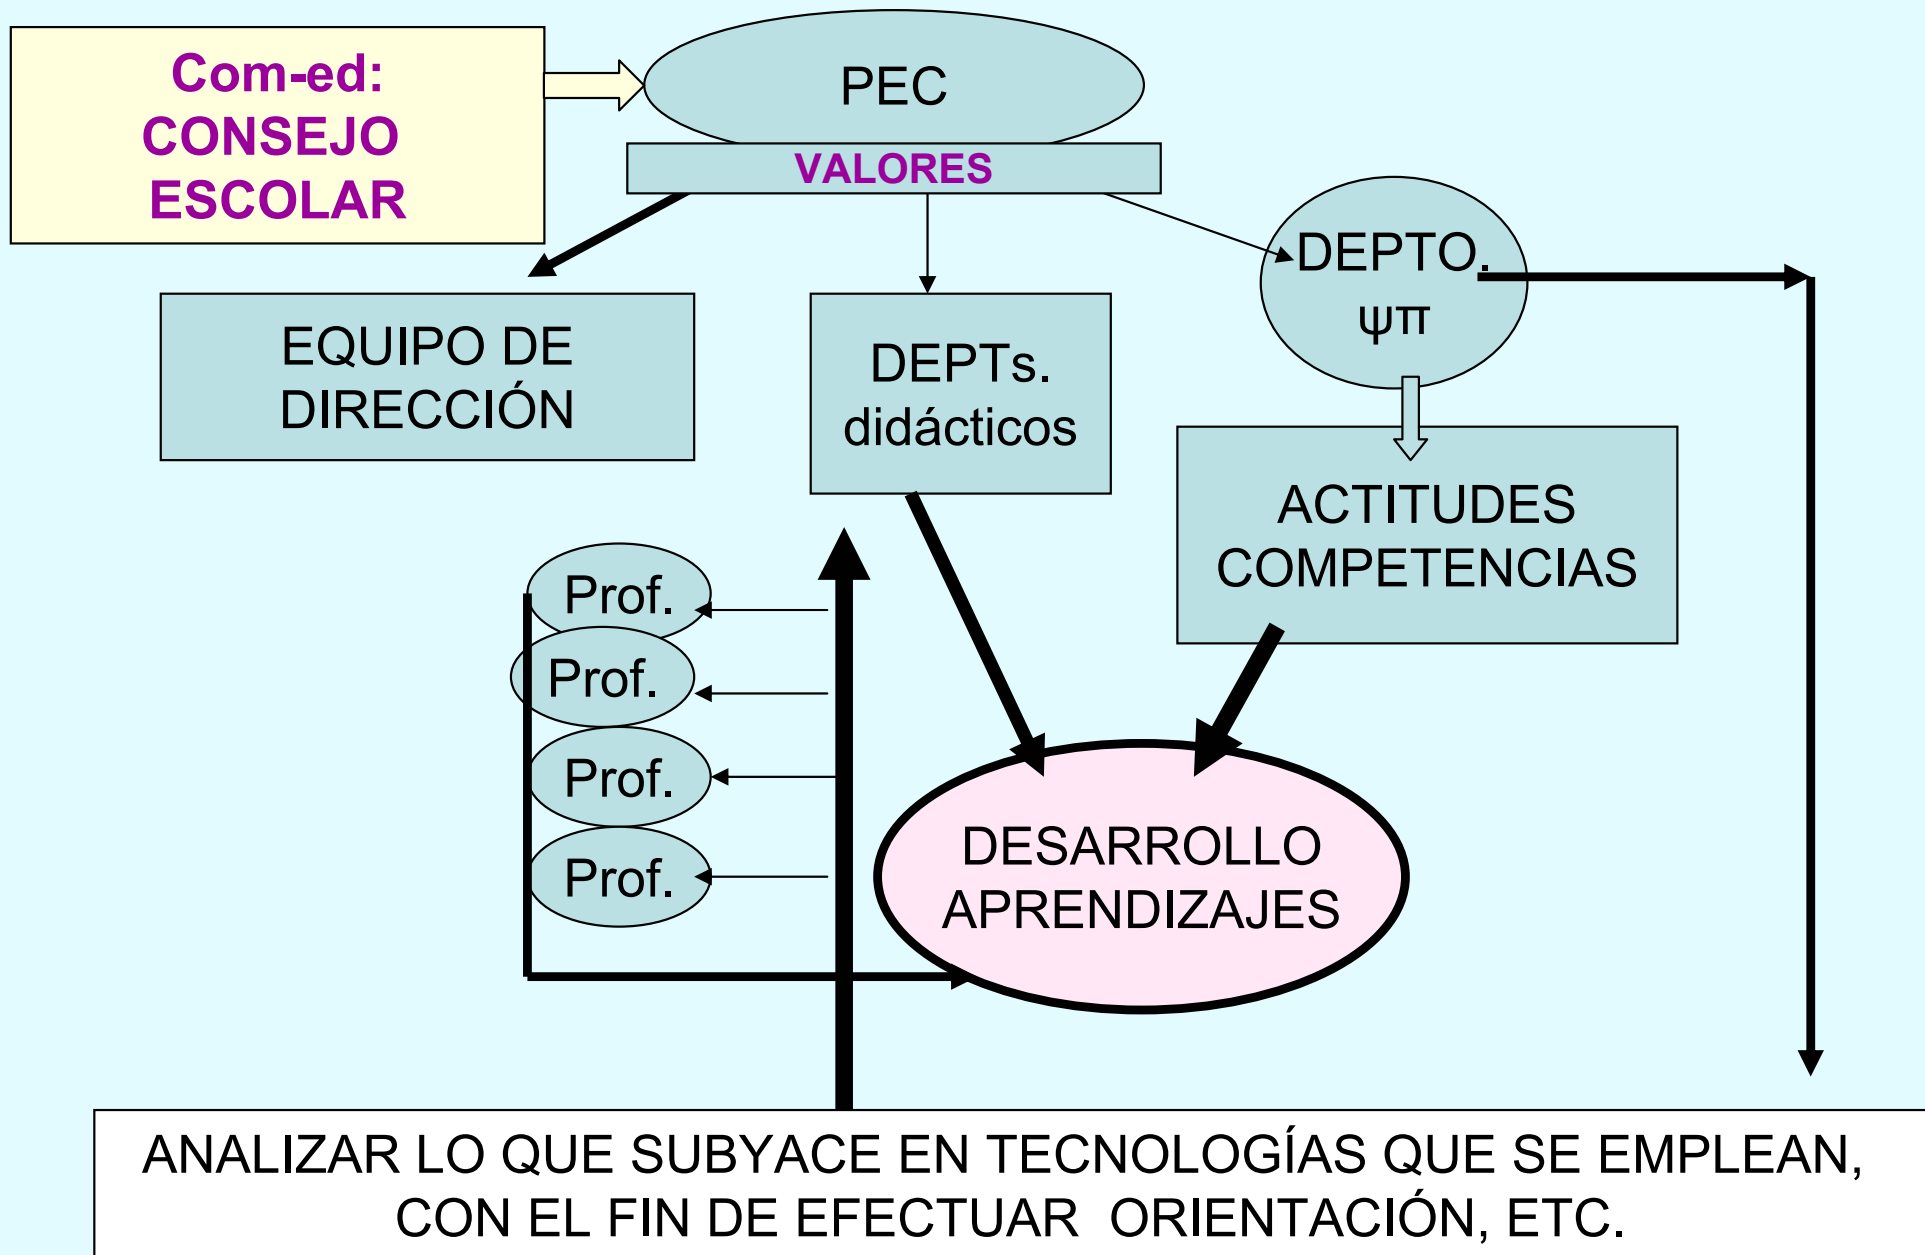 Com-ed:
CONSEJO
ESCOLAR
PEC
VALORES
DEPTO.
ψπ
EQUIPO DE
DIRECCIÓN
DEPTs.
didácticos
ACTITUDES
COMPETENCIAS
Prof.
Prof.
Prof.
Prof.
DESARROLLO
APRENDIZAJES
ANALIZAR LO QUE SUBYACE EN TECNOLOGÍAS QUE SE EMPLEAN,
CON EL FIN DE EFECTUAR ORIENTACIÓN, ETC.